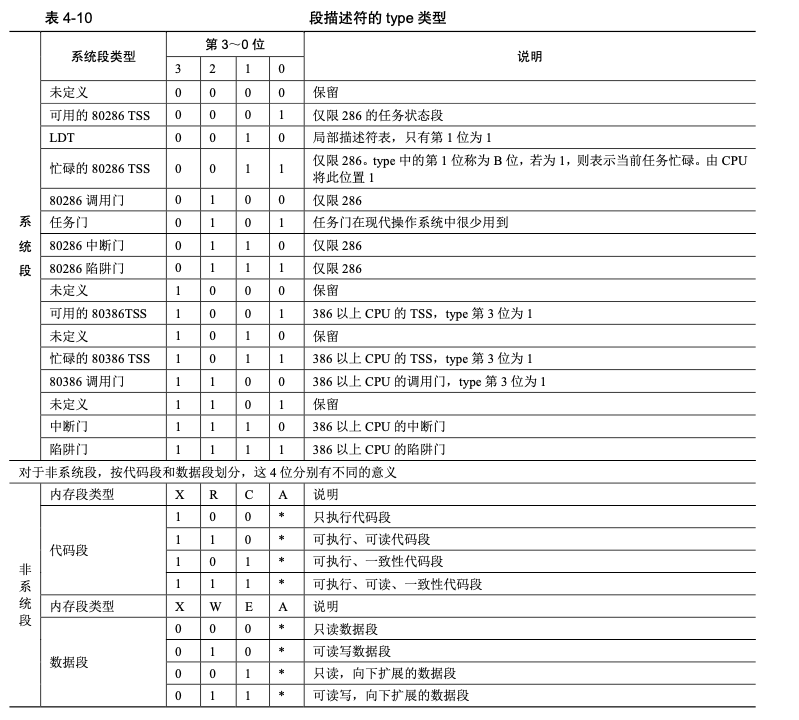 表 4-10 段描述符的 type 类型
系统段类型 第 3～0 位 说明
3 2 1 0
系统段
未定义 0 0 0 0 保留
可用的 80286 TSS 0 0 0 1 仅限 286 的任务状态段
LDT 0 0 1 0 局部描述符表，只有第 1 位为 1
忙碌的 80286 TSS 0 0 1 1 仅限 286。type 中的第 1 位称为 B 位，若为 1，则表示当前任务忙碌。由 CPU
将此位置 1
80286 调用门 0 1 0 0 仅限 286
任务门 0 1 0 1 任务门在现代操作系统中很少用到
80286 中断门 0 1 1 0 仅限 286
80286 陷阱门 0 1 1 1 仅限 286
未定义 1 0 0 0 保留
可用的 80386TSS 1 0 0 1 386 以上 CPU 的 TSS，type 第 3 位为 1
未定义 1 0 1 0 保留
忙碌的 80386 TSS 1 0 1 1 386 以上 CPU 的 TSS，type 第 3 位为 1
80386 调用门 1 1 0 0 386 以上 CPU 的调用门，type 第 3 位为 1
未定义 1 1 0 1 保留
中断门 1 1 1 0 386 以上 CPU 的中断门
陷阱门 1 1 1 1 386 以上 CPU 的陷阱门
对于非系统段，按代码段和数据段划分，这 4 位分别有不同的意义
非系统段
内存段类型 X R C A 说明
代码段
1 0 0 * 只执行代码段
1 1 0 * 可执行、可读代码段
1 0 1 * 可执行、一致性代码段
1 1 1 * 可执行、可读、一致性代码段
内存段类型 X W E A 说明
数据段
0 0 0 * 只读数据段
0 1 0 * 可读写数据段
0 0 1 * 只读，向下扩展的数据段
0 1 1 * 可读写，向下扩展的数据段